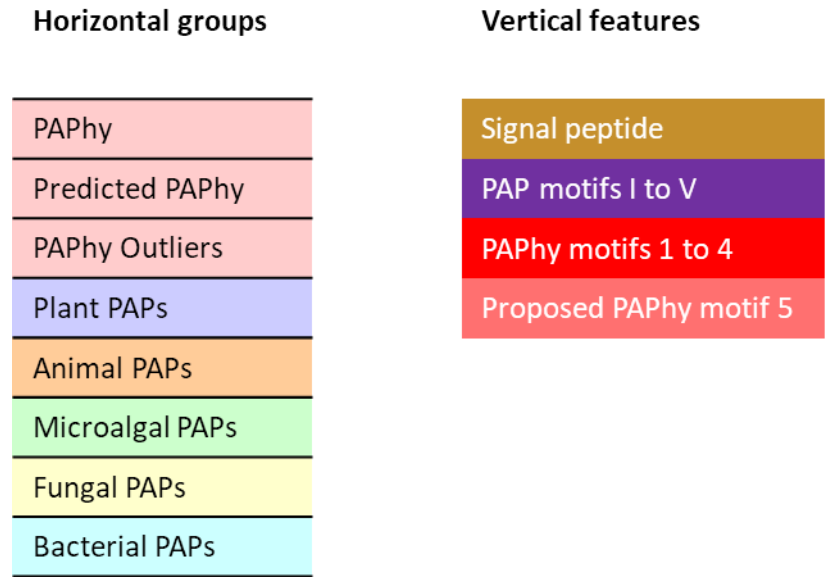 Horizontal groups
PAPhy
Predicted PAPhy
PAPhy Outliers
Plant PAPs
Animal PAPs
Microalgal PAPs
Fungal PAPs
Bacterial PAPs
Vertical features
Signal peptide
PAP motifs I to V
PAPhy motifs 1 to 4
Proposed PAPhy motif 5